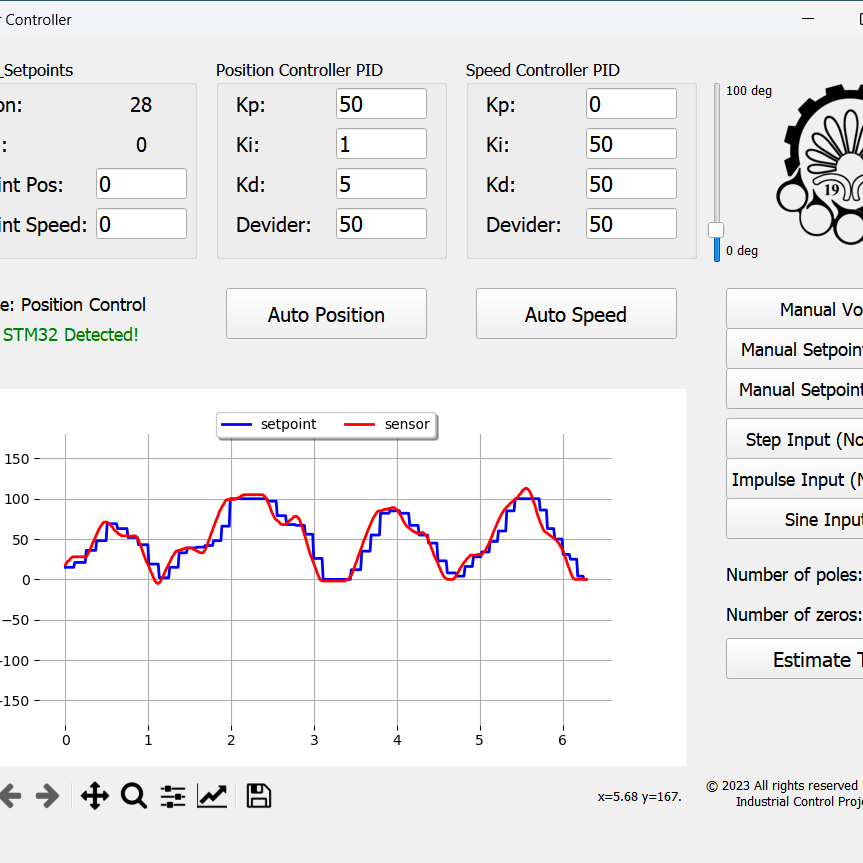 Controller
_Setpoints
on: 28
: 0
int Pos: 0
int Speed: 0
Position Controller PID
Kp: 50
Ki: 1
Kd: 5
Devider: 50
Speed Controller PID
Kp: 0
Ki: 50
Kd: 50
Devider: 50
100 deg
0 deg
19
e: Position Control
STM32 Detected!
Auto Position
Auto Speed
Manual Vo
Manual Setpoint
Manual Setpoint
Step Input (No
Impulse Input (N
Sine Input
Number of poles:
Number of zeros:
Estimate T
setpoint sensor
150
100
50
0
−50
−100
−150
0 1 2 3 4 5 6
x=5.68 y=167.
© 2023 All rights reserved
Industrial Control Proje